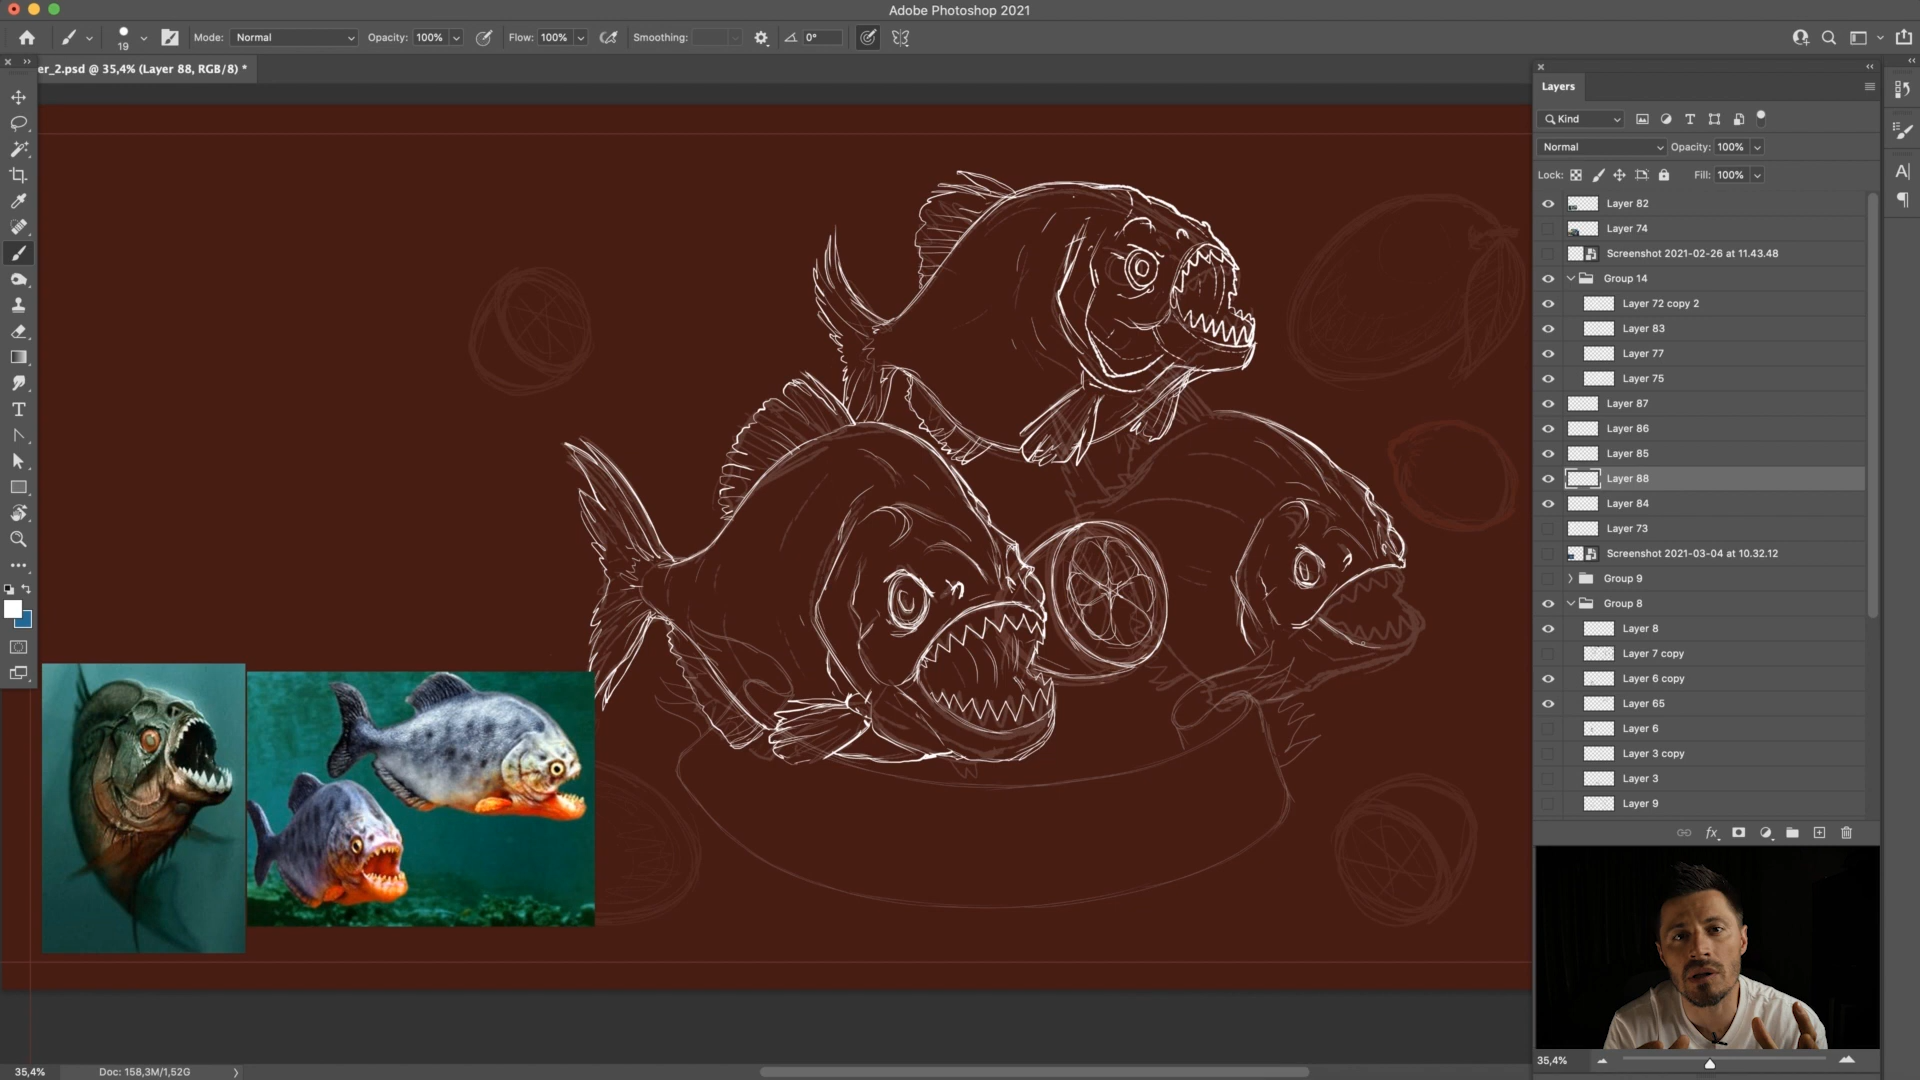 Adobe Photoshop 2021
19
Mode: Normal Opacity: 100% Flow: 100% Smoothing: 0°
er_2.psd @ 35,4% (Layer 88, RGB/8) *
Layers
Kind
Normal Opacity: 100%
Lock: Fill: 100%
Layer 82
Layer 74
Screenshot 2021-02-26 at 11.43.48
Group 14
Layer 72 copy 2
Layer 83
Layer 77
Layer 75
Layer 87
Layer 86
Layer 85
Layer 88
Layer 84
Layer 73
Screenshot 2021-03-04 at 10.32.12
Group 9
Group 8
Layer 8
Layer 7 copy
Layer 6 copy
Layer 65
Layer 6
Layer 3 copy
Layer 3
Layer 9
fx
35,4%
35,4% Doc: 158,3M/1,52G